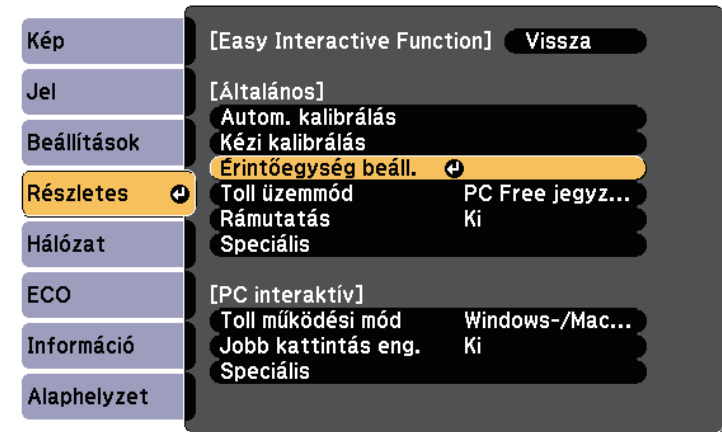 Kép
Jel
Beállítások
Részletes
Hálózat
ECO
Információ
Alaphelyzet
[Easy Interactive Function] Vissza
[Általános]
Autom. kalibrálás
Kézi kalibrálás
Érintőegység beáll.
Toll üzemmód PC Free jegyz...
Rámutatás Ki
Speciális
[PC interaktív]
Toll működési mód Windows-/Mac...
Jobb kattintás eng. Ki
Speciális